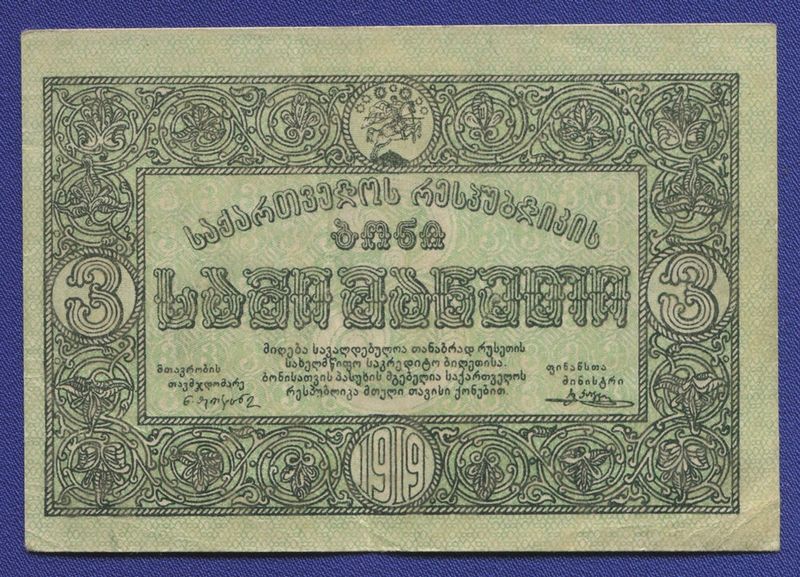 საქართველოს რესპუბლიკის
ბონი
სამი მანეთი
3
3
მიღება სავალდებულოა თანაბრად რუსეთის
სახელმწიფო საკრედიტო ბილეთისა.
ბონისათვის პასუხის მგებელია საქართველოს
რესპუბლიკა მთელი თავისი ქონებით.
მთავრობის
თავმჯდომარე
ფინანსთა
მინისტრი
1919